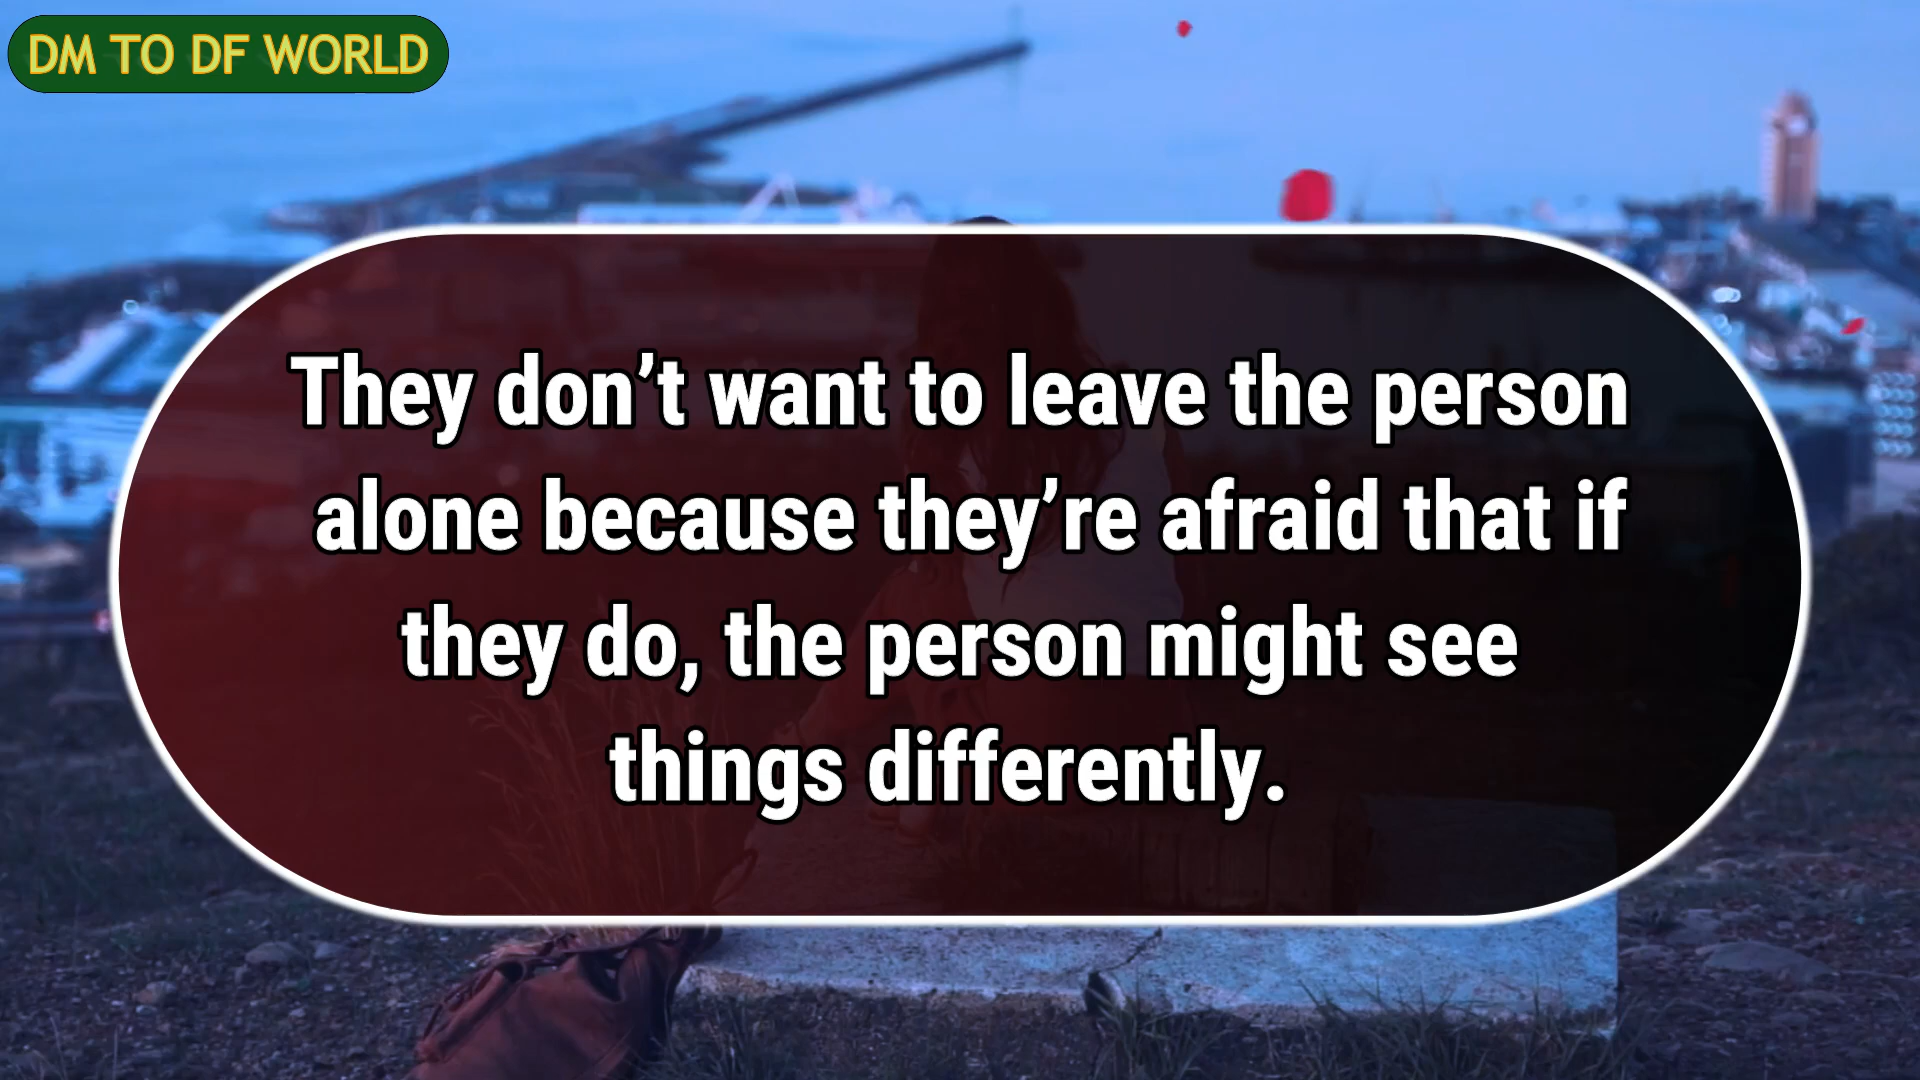 DM TO DF WORLD
They don’t want to leave the person
alone because they’re afraid that if
they do, the person might see
things differently.